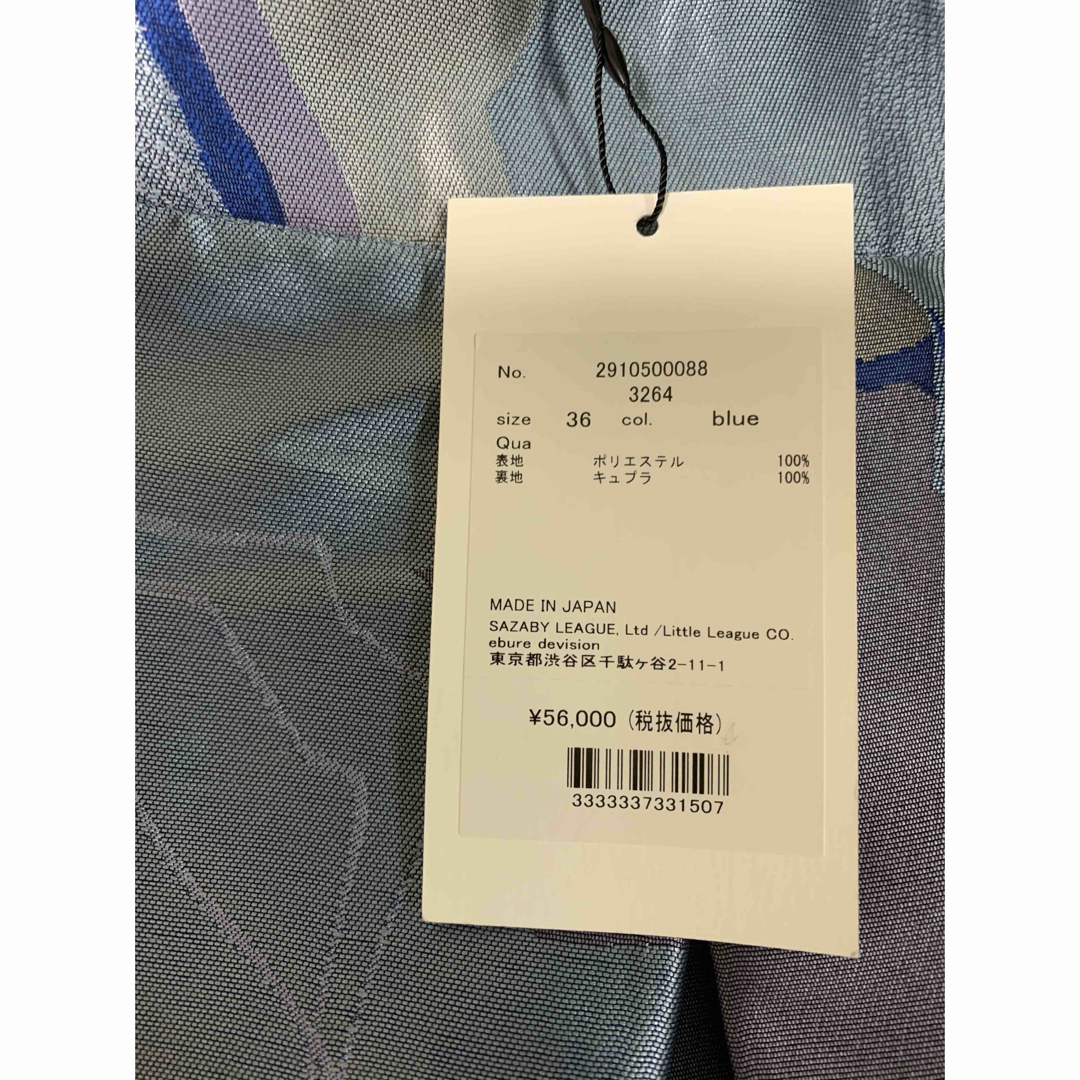 No. 2910500088
3264
size 36 col. blue
Qua
表地 ポリエステル 100%
裏地 キュプラ 100%
MADE IN JAPAN
SAZABY LEAGUE, Ltd /Little League CO.
ebure devision
東京都渋谷区千駄ヶ谷2-11-1
¥56,000 (税抜価格)
3333337331507